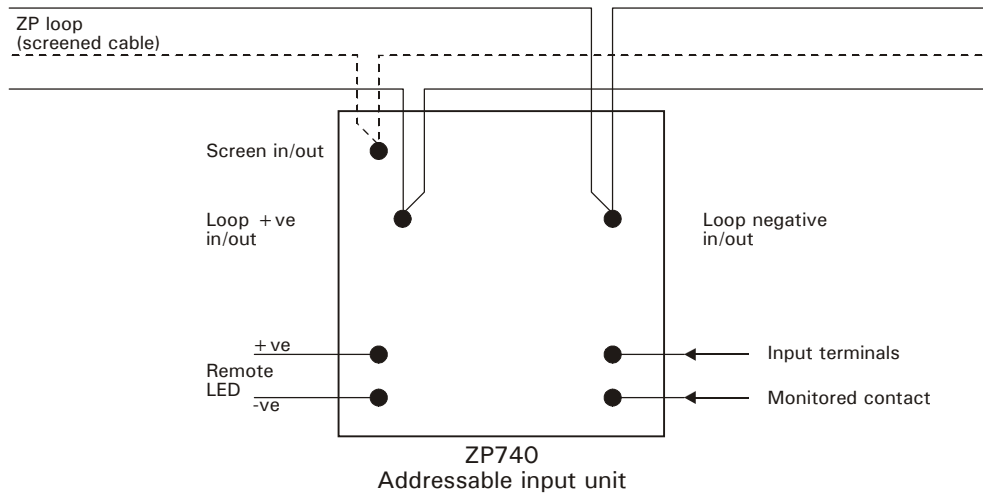 ZP loop
(screened cable)
Screen in/out
Loop +ve
in/out
Loop negative
in/out
+ve
Remote
LED
-ve
Input terminals
Monitored contact
ZP740
Addressable input unit